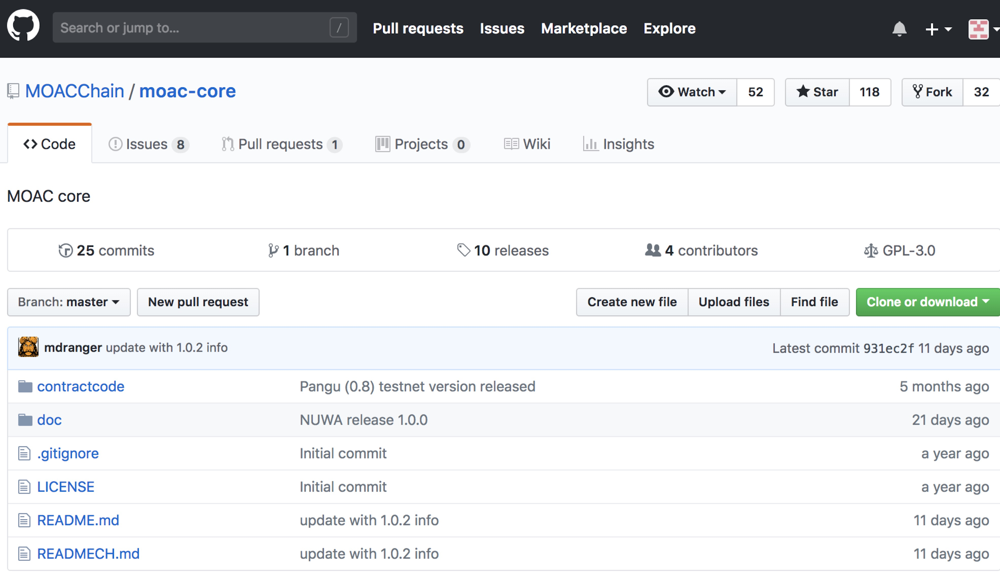 Search or jump to... / Pull requests Issues Marketplace Explore
MOACChain / moac-core Watch 52 Star 118 Fork 32
Code Issues 8 Pull requests 1 Projects 0 Wiki Insights
MOAC core
25 commits 1 branch 10 releases 4 contributors GPL-3.0
Branch: master New pull request Create new file Upload files Find file Clone or download
mdranger update with 1.0.2 info Latest commit 931ec2f 11 days ago
contractcode Pangu (0.8) testnet version released 5 months ago
doc NUWA release 1.0.0 21 days ago
.gitignore Initial commit a year ago
LICENSE Initial commit a year ago
README.md update with 1.0.2 info 11 days ago
READMECH.md update with 1.0.2 info 11 days ago